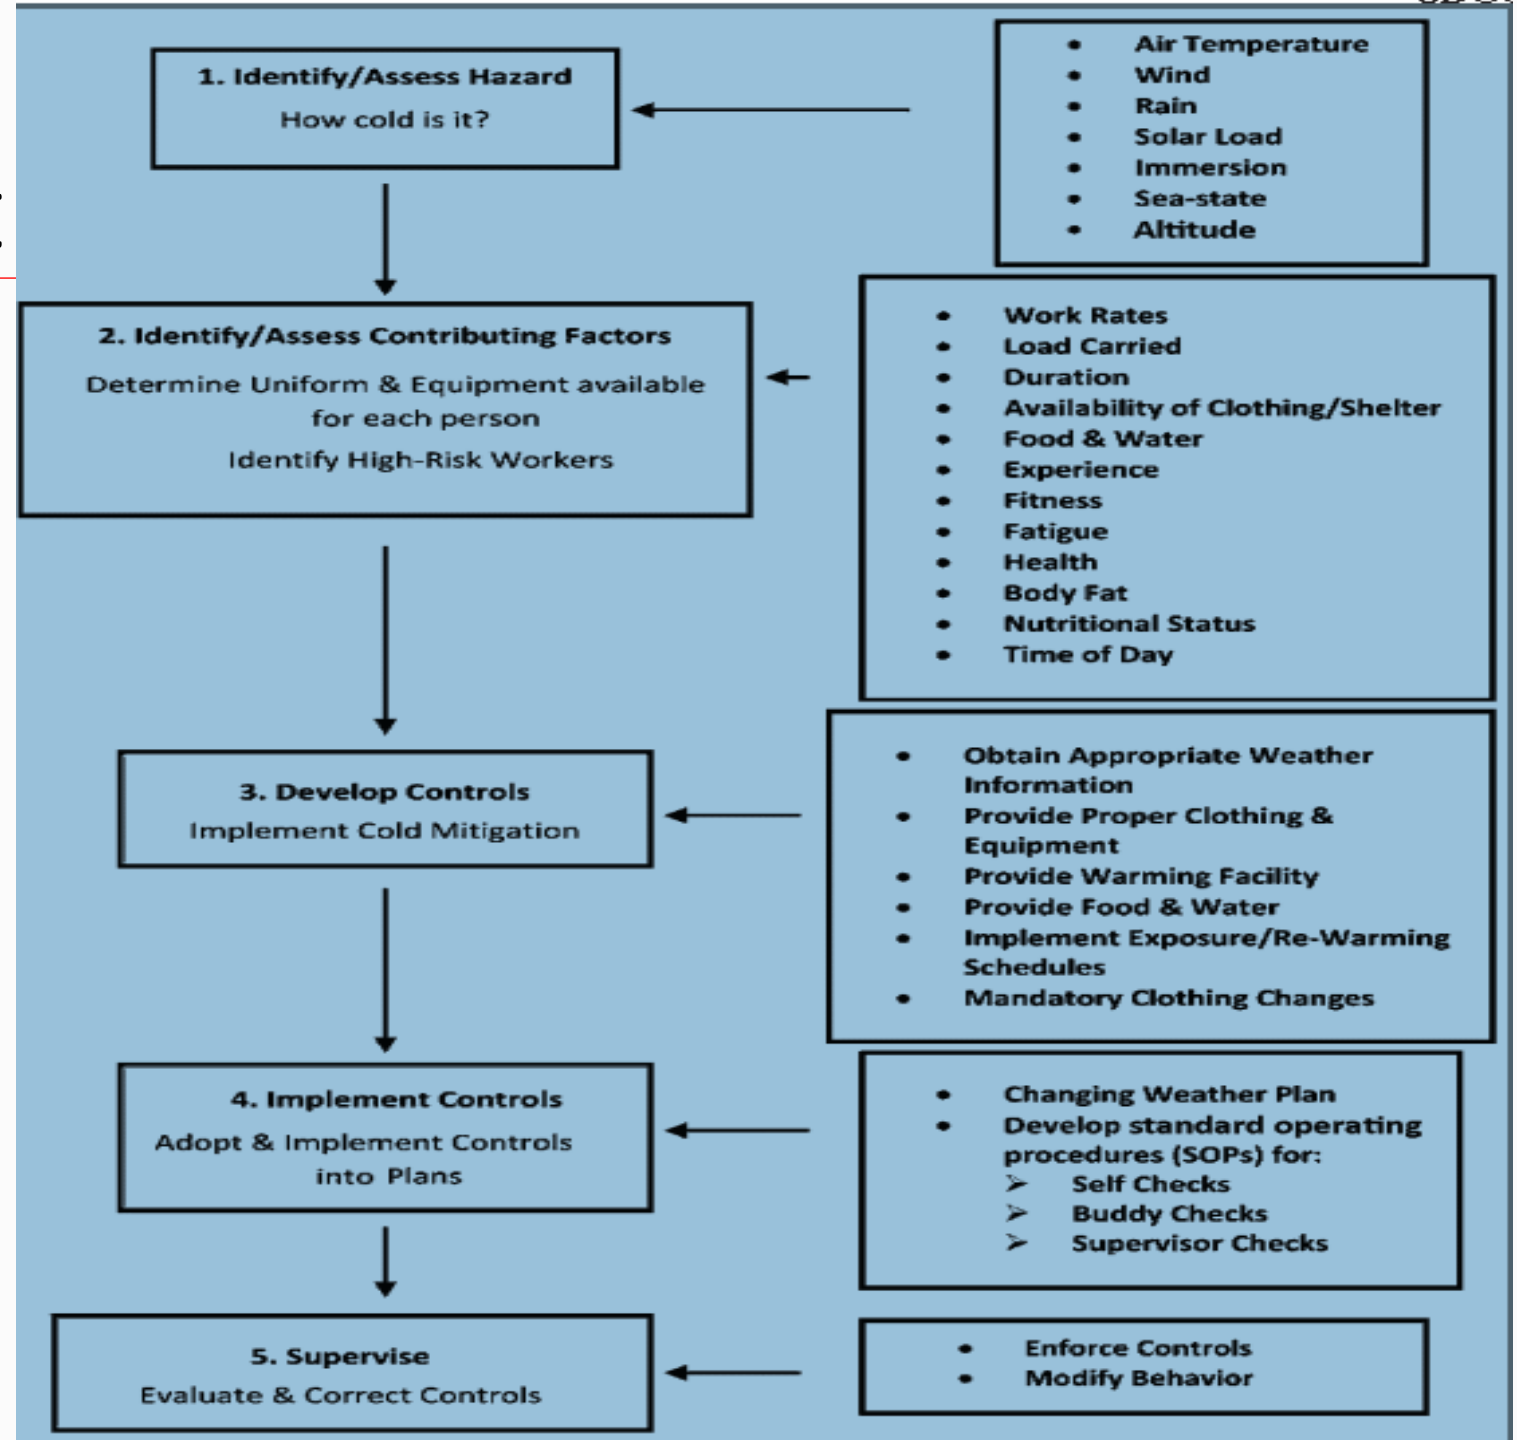 1. Identify/Assess Hazard
How cold is it?
• Air Temperature
• Wind
• Rain
• Solar Load
• Immersion
• Sea-state
• Altitude
2. Identify/Assess Contributing Factors
Determine Uniform & Equipment available
for each person
Identify High-Risk Workers
• Work Rates
• Load Carried
• Duration
• Availability of Clothing/Shelter
• Food & Water
• Experience
• Fitness
• Fatigue
• Health
• Body Fat
• Nutritional Status
• Time of Day
3. Develop Controls
Implement Cold Mitigation
• Obtain Appropriate Weather
Information
• Provide Proper Clothing &
Equipment
• Provide Warming Facility
• Provide Food & Water
• Implement Exposure/Re-Warming
Schedules
• Mandatory Clothing Changes
4. Implement Controls
Adopt & Implement Controls
into Plans
• Changing Weather Plan
• Develop standard operating
procedures (SOPs) for:
➢ Self Checks
➢ Buddy Checks
➢ Supervisor Checks
5. Supervise
Evaluate & Correct Controls
• Enforce Controls
• Modify Behavior